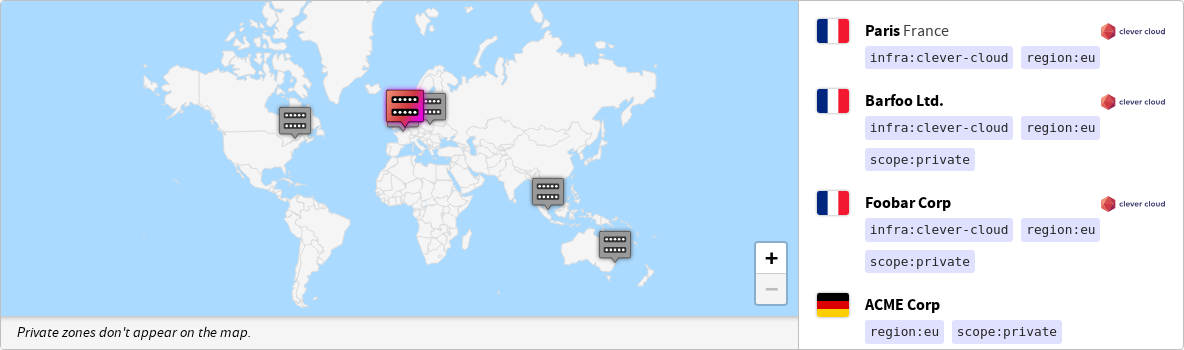 +
−
Private zones don't appear on the map.
Paris France
clever cloud
infra:clever-cloud region:eu
Barfoo Ltd.
clever cloud
infra:clever-cloud region:eu
scope:private
Foobar Corp
clever cloud
infra:clever-cloud region:eu
scope:private
ACME Corp
region:eu scope:private